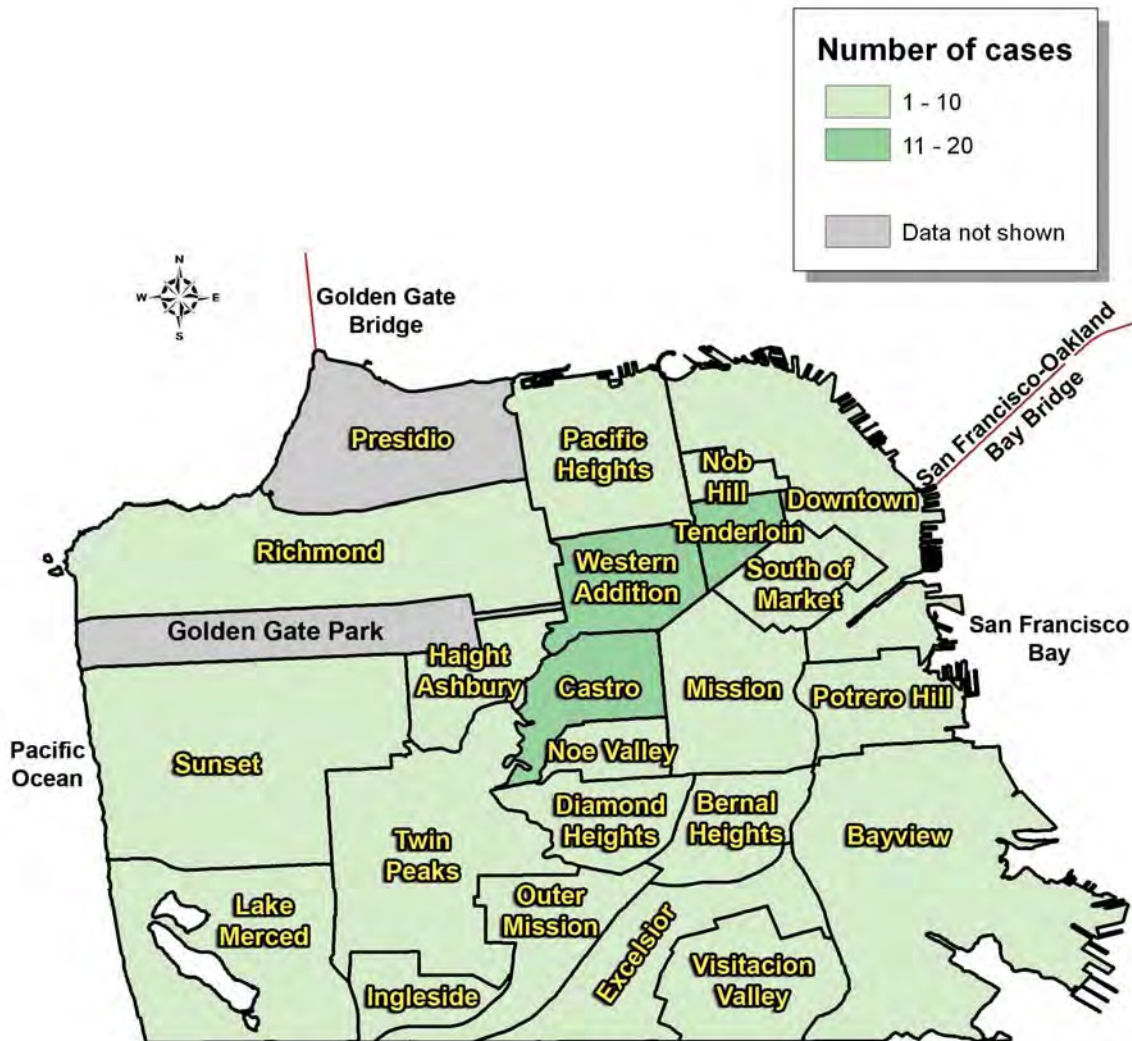 Number of cases
1 - 10
11 - 20
Data not shown
N
W
E
S
Golden Gate
Bridge
San Francisco-Oakland
Bay Bridge
Presidio
Pacific
Heights
Nob
Hill
Downtown
Tenderloin
Richmond
Western
Addition
South of
Market
Golden Gate Park
San Francisco
Bay
Haight
Ashbury
Castro
Mission
Potrero Hill
Pacific
Ocean
Sunset
Noe Valley
Diamond
Heights
Bernal
Heights
Bayview
Twin
Peaks
Lake
Merced
Outer
Mission
Excelsior
Visitacion
Valley
Ingleside